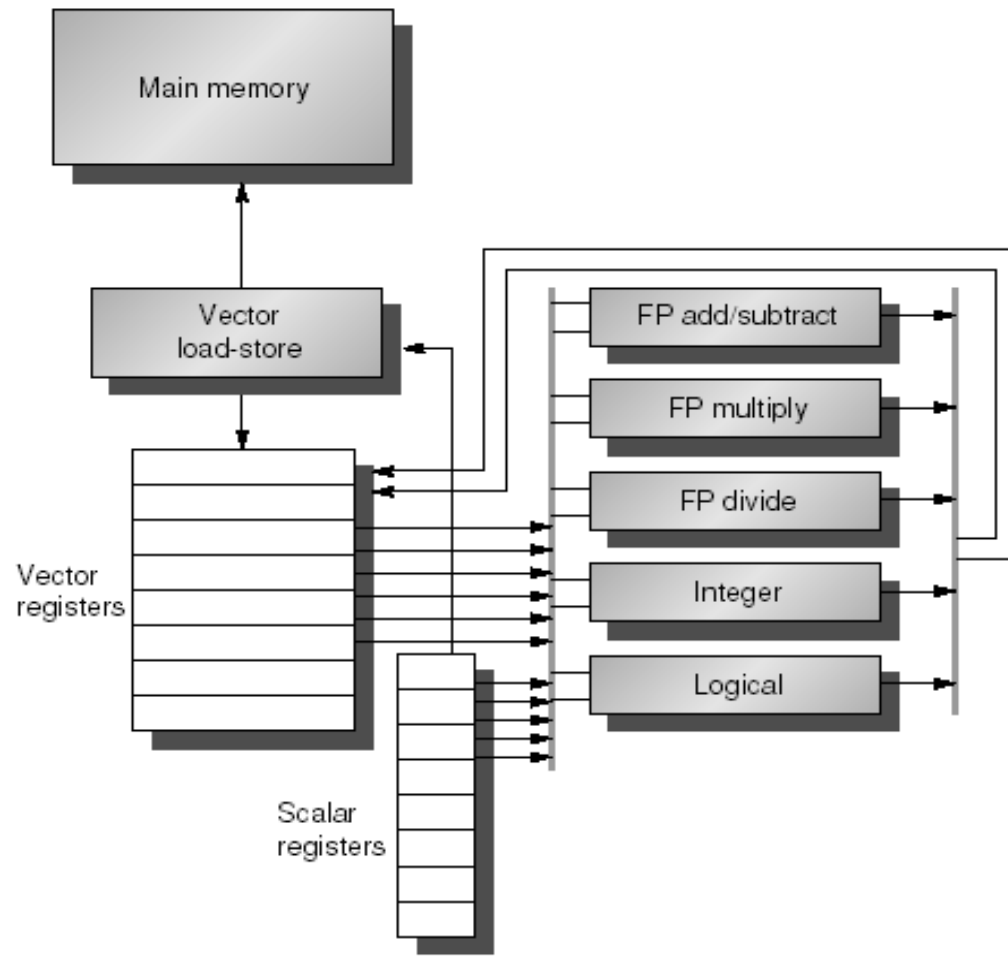 Main memory
Vector
load-store
FP add/subtract
FP multiply
FP divide
Integer
Logical
Vector
registers
Scalar
registers